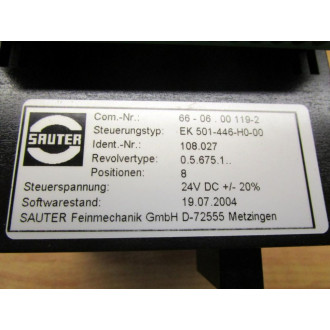 SAUTER
Com.-Nr.: 66 - 06 . 00 119-2
Steuerungstyp: EK 501-446-H0-00
Ident.-Nr.: 108.027
Revolvertype: 0.5.675.1..
Positionen: 8
Steuerspannung: 24V DC +/- 20%
Softwarestand: 19.07.2004
SAUTER Feinmechanik GmbH D-72555 Metzingen